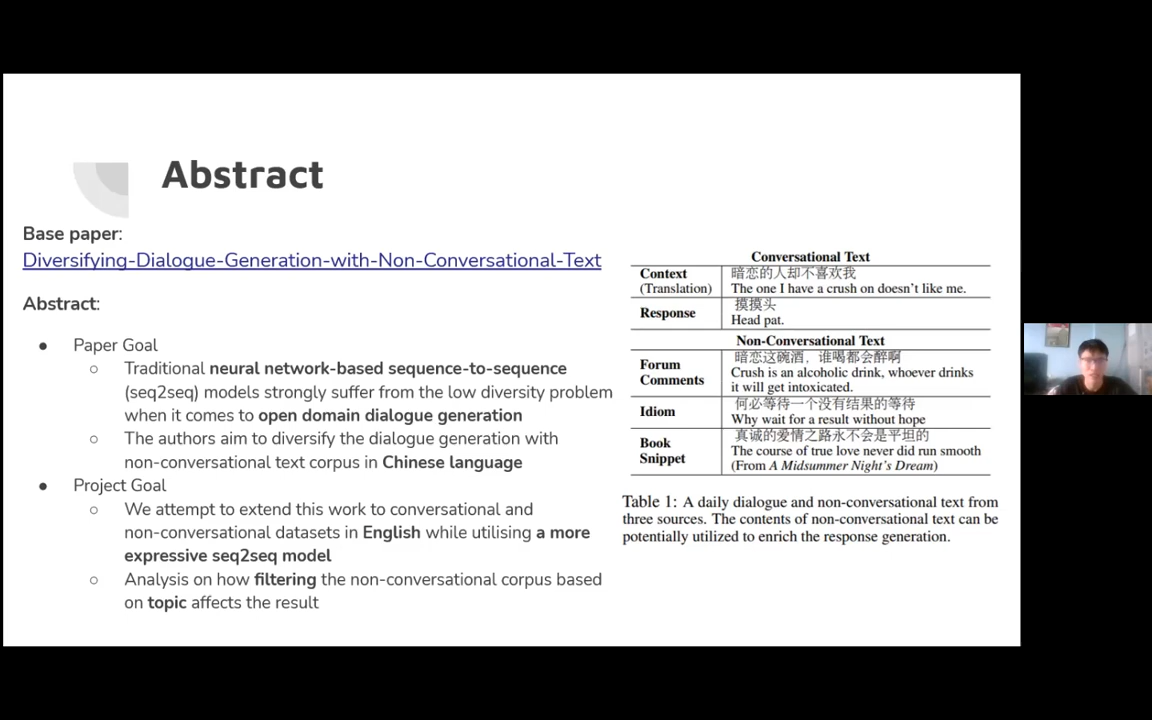 Abstract
Base paper:
Diversifying-Dialogue-Generation-with-Non-Conversational-Text
Abstract:
● Paper Goal
○ Traditional neural network-based sequence-to-sequence
(seq2seq) models strongly suffer from the low diversity problem
when it comes to open domain dialogue generation
○ The authors aim to diversify the dialogue generation with
non-conversational text corpus in Chinese language
● Project Goal
○ We attempt to extend this work to conversational and
non-conversational datasets in English while utilising a more
expressive seq2seq model
○ Analysis on how filtering the non-conversational corpus based
on topic affects the result
Conversational Text
Context
(Translation)
暗恋的人却不喜欢我
The one I have a crush on doesn't like me.
Response
摸摸头
Head pat.
Non-Conversational Text
Forum
Comments
暗恋这碗酒，谁喝都会醉啊
Crush is an alcoholic drink, whoever drinks
it will get intoxicated.
Idiom
何必等待一个没有结果的等待
Why wait for a result without hope
Book
Snippet
真诚的爱情之路永不会是平坦的
The course of true love never did run smooth
(From A Midsummer Night's Dream)
Table 1: A daily dialogue and non-conversational text from
three sources. The contents of non-conversational text can be
potentially utilized to enrich the response generation.